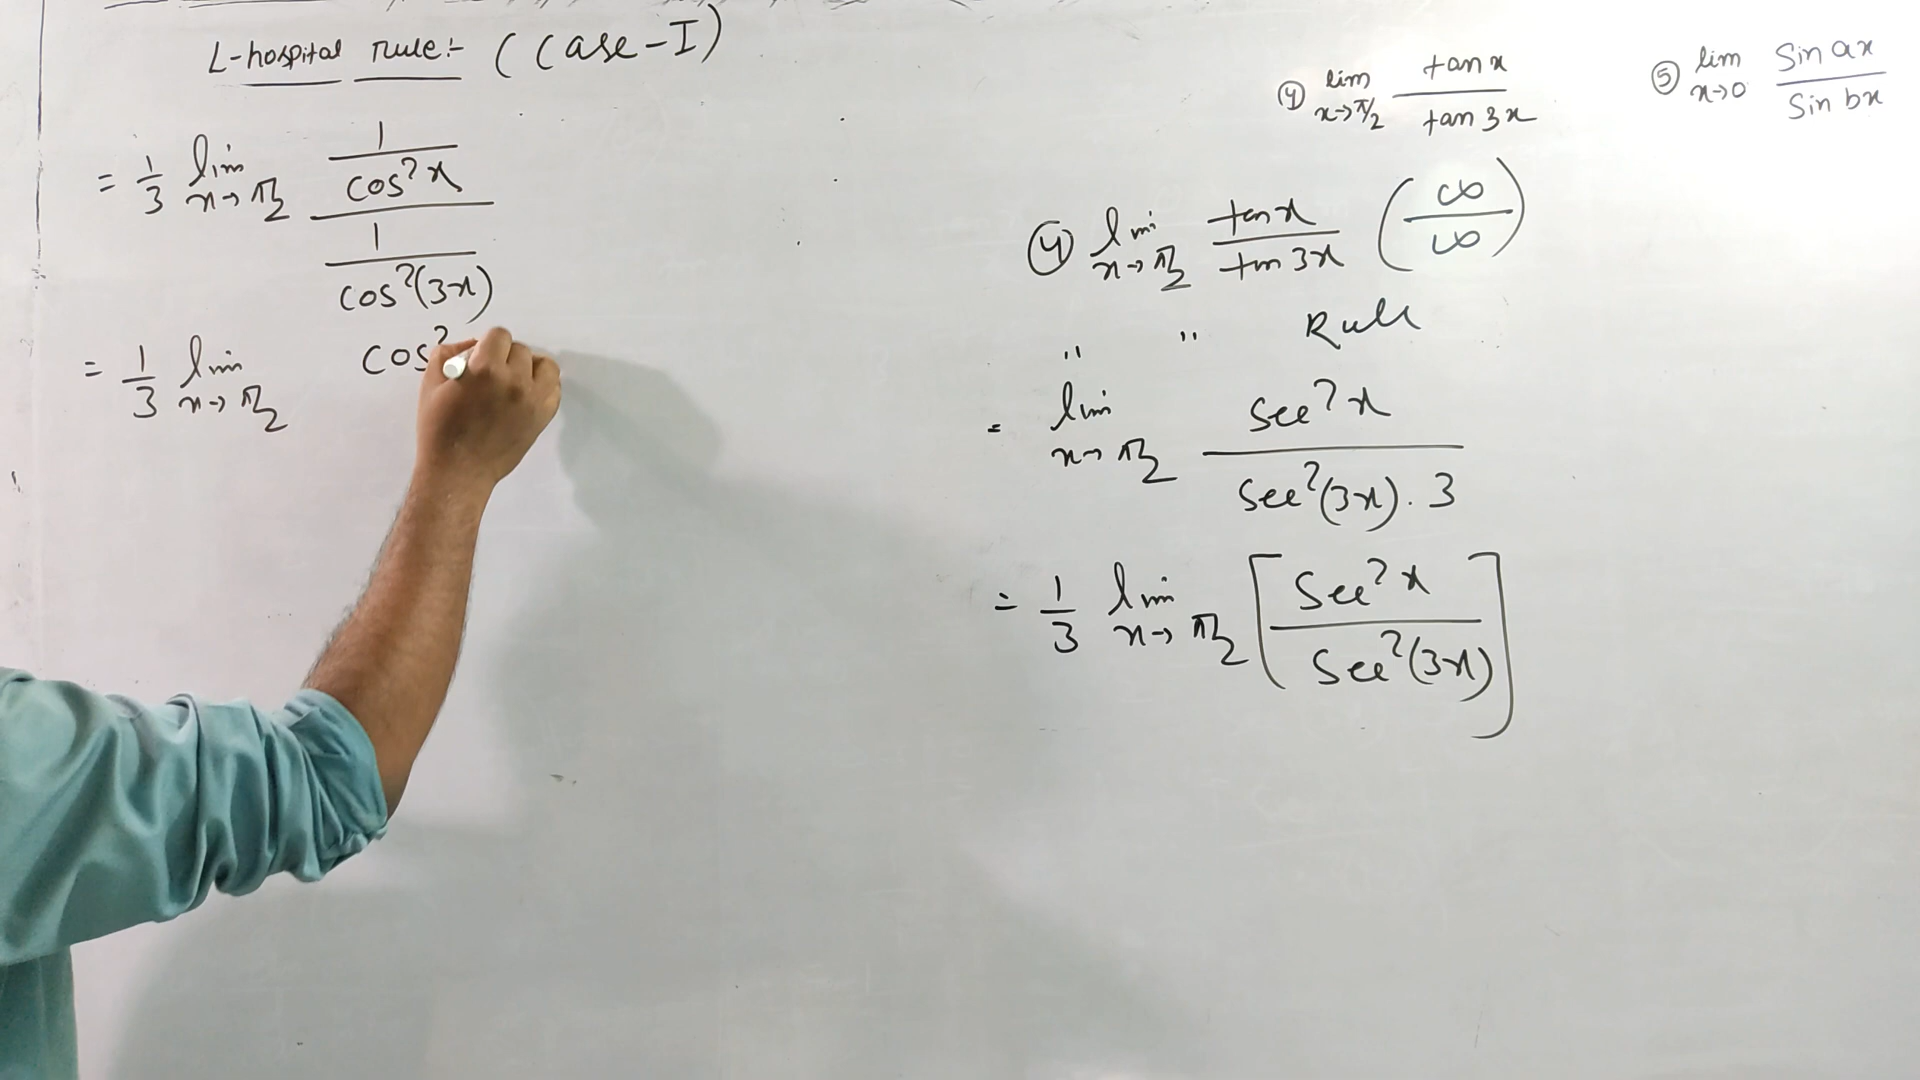 L-hospital rule:- (Case-I)
= 1/3 lim x→π/2 (1/cos²x)/(1/cos²(3x))
= 1/3 lim x→π/2 cos²
④ lim x→π/2 tan x/tan 3x
⑤ lim x→0 Sin ax/Sin bx
④ lim x→π/2 tan x/tan 3x (∞/∞)
" " Rule
= lim x→π/2 Sec²x/Sec²(3x).3
= 1/3 lim x→π/2 [Sec²x/Sec²(3x)]